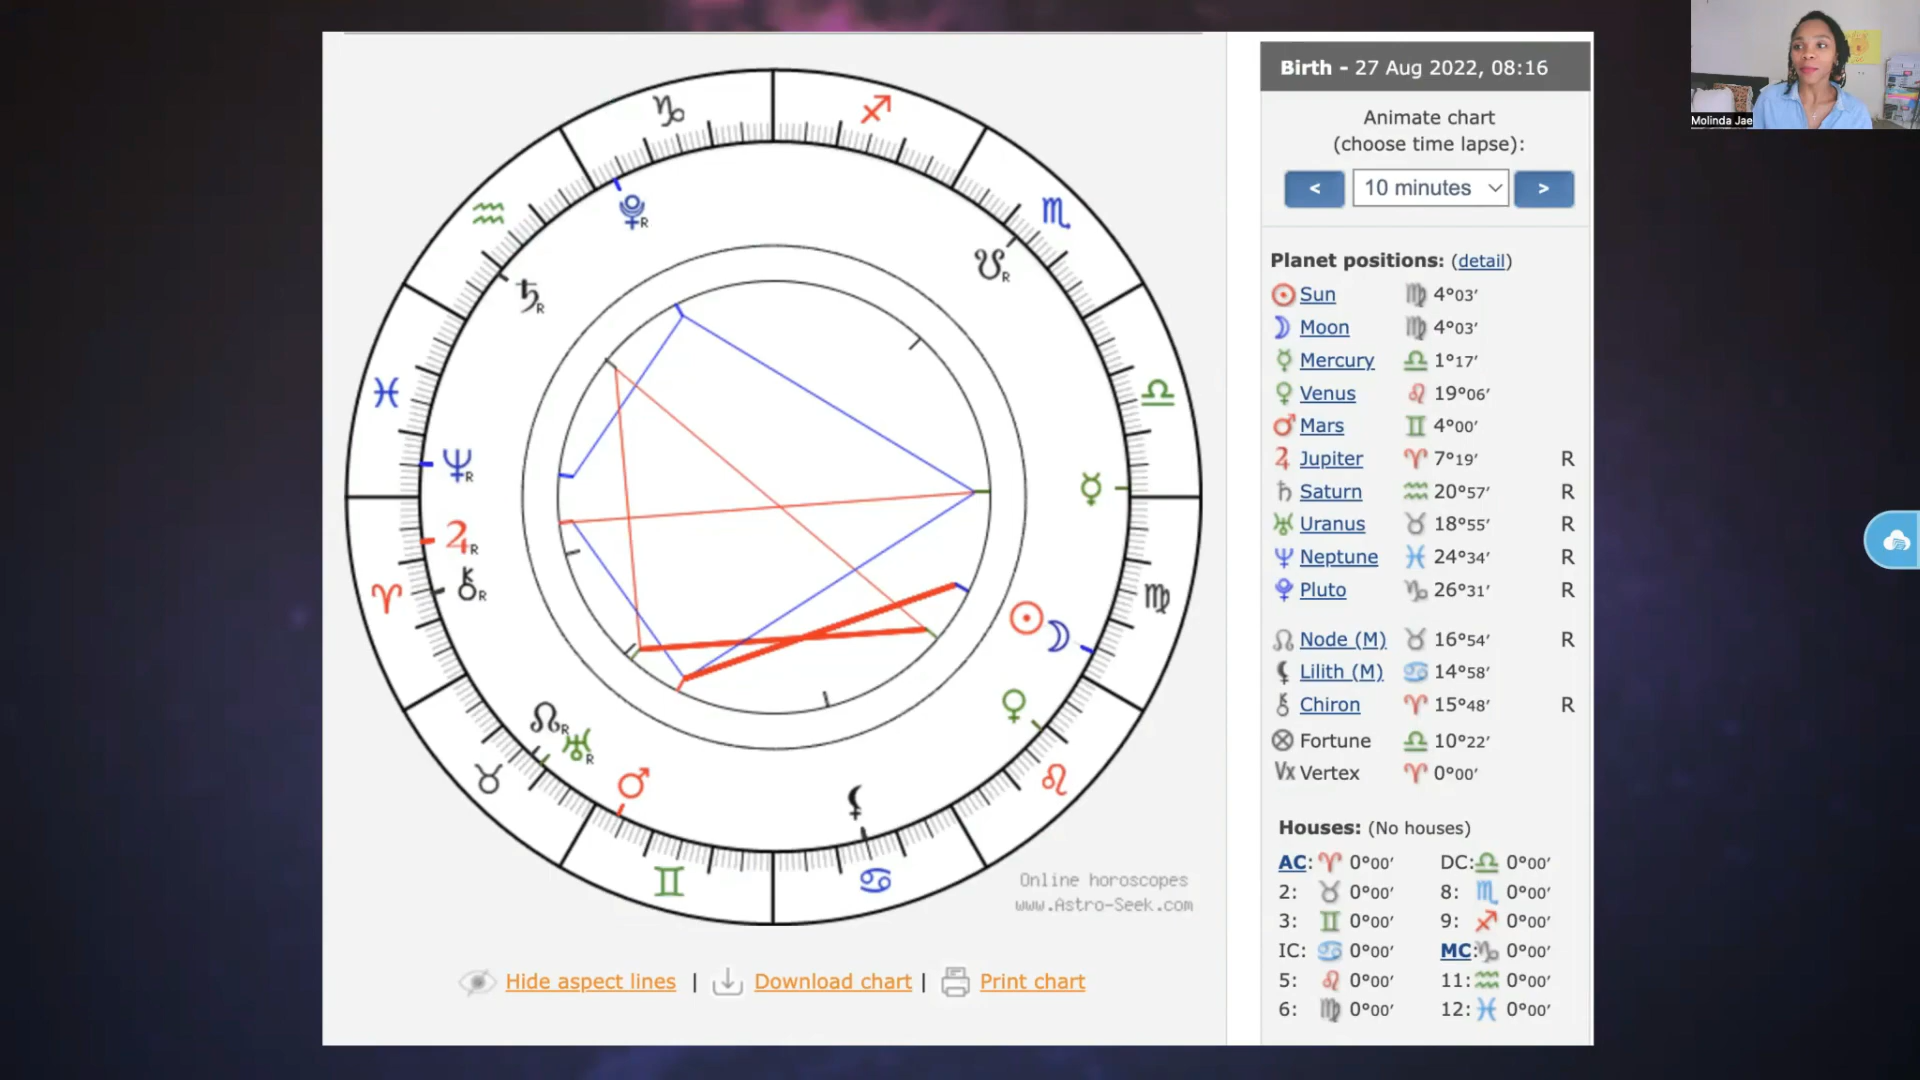 Birth - 27 Aug 2022, 08:16
Molinda Jae
Animate chart
(choose time lapse):
< 10 minutes >
Planet positions: (detail)
Sun ♍ 4°03’
Moon ♍ 4°03’
Mercury ♎ 1°17’
Venus ♌ 19°06’
Mars ♊ 4°00’
Jupiter ♈ 7°19’ R
Saturn ♒ 20°57’ R
Uranus ♉ 18°55’ R
Neptune ♓ 24°34’ R
Pluto ♑ 26°31’ R
Node (M) ♉ 16°54’ R
Lilith (M) ♋ 14°58’
Chiron ♈ 15°48’ R
Fortune ♎ 10°22’
Vx Vertex ♈ 0°00’
Houses: (No houses)
AC: ♈ 0°00’ DC: ♎ 0°00’
2: ♉ 0°00’ 8: ♏ 0°00’
3: ♊ 0°00’ 9: ♐ 0°00’
IC: ♋ 0°00’ MC: ♑ 0°00’
5: ♌ 0°00’ 11: ♒ 0°00’
6: ♍ 0°00’ 12: ♓ 0°00’
R
R
R
R
R
R
R
R
Online horoscopes
www.Astro-Seek.com
Hide aspect lines | Download chart | Print chart